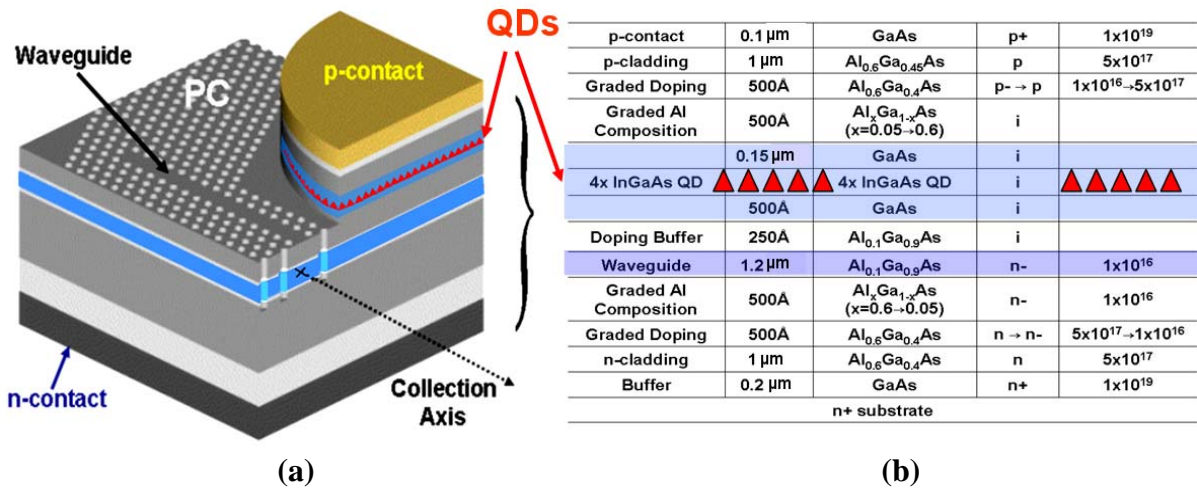 QDs
Waveguide
PC
p-contact
n-contact
Collection
Axis
(a)
p-contact 0.1 μm GaAs p+ 1x10¹⁹
p-cladding 1 μm Al₀.₆Ga₀.₄₅As p 5x10¹⁷
Graded Doping 500Å Al₀.₆Ga₀.₄As p- → p 1x10¹⁶→5x10¹⁷
Graded Al
Composition 500Å AlₓGa₁₋ₓAs
(x=0.05→0.6) i
0.15 μm GaAs i
4x InGaAs QD 4x InGaAs QD i
500Å GaAs i
Doping Buffer 250Å Al₀.₁Ga₀.₉As i
Waveguide 1.2 μm Al₀.₁Ga₀.₉As n- 1x10¹⁶
Graded Al
Composition 500Å AlₓGa₁₋ₓAs
(x=0.6→0.05) n- 1x10¹⁶
Graded Doping 500Å Al₀.₆Ga₀.₄As n → n- 5x10¹⁷→1x10¹⁶
n-cladding 1 μm Al₀.₆Ga₀.₄As n 5x10¹⁷
Buffer 0.2 μm GaAs n+ 1x10¹⁹
n+ substrate
(b)